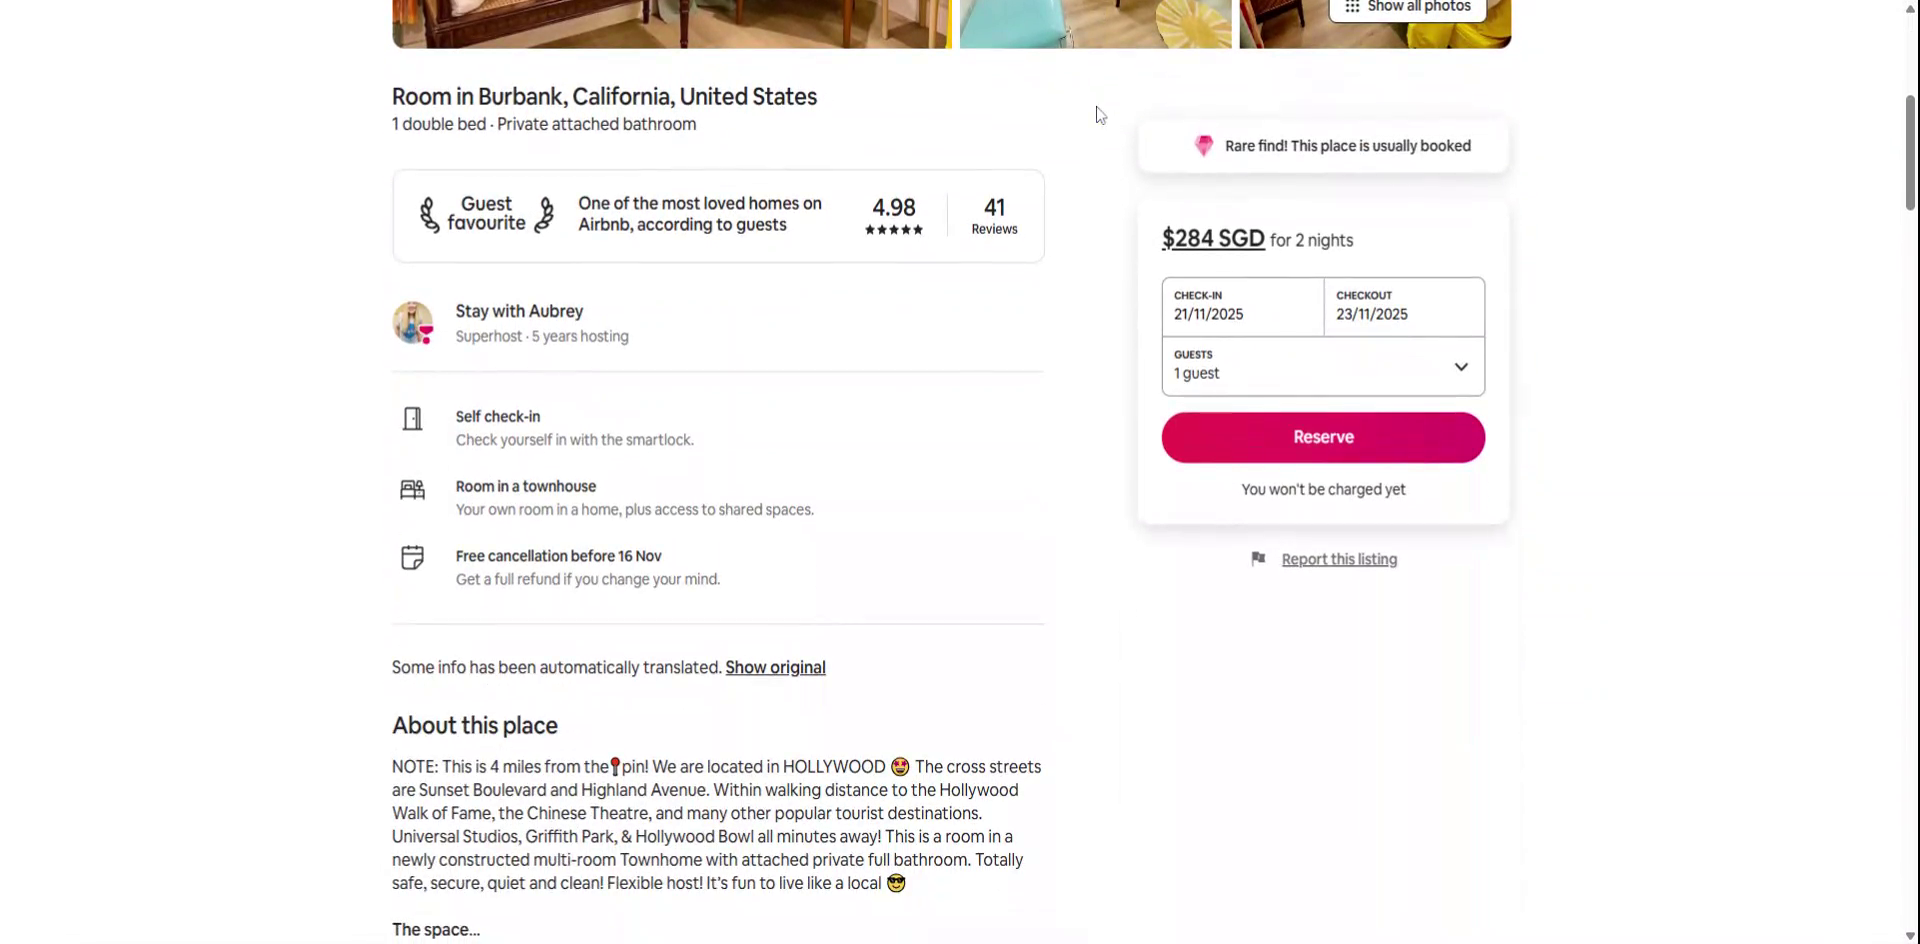 Show all photos
Room in Burbank, California, United States
1 double bed · Private attached bathroom
Rare find! This place is usually booked
Guest
favourite
One of the most loved homes on
Airbnb, according to guests
4.98
★★★★★
41
Reviews
$284 SGD for 2 nights
CHECK-IN
21/11/2025
CHECKOUT
23/11/2025
GUESTS
1 guest
Reserve
You won't be charged yet
Report this listing
Stay with Aubrey
Superhost · 5 years hosting
Self check-in
Check yourself in with the smartlock.
Room in a townhouse
Your own room in a home, plus access to shared spaces.
Free cancellation before 16 Nov
Get a full refund if you change your mind.
Some info has been automatically translated. Show original
About this place
NOTE: This is 4 miles from the📍pin! We are located in HOLLYWOOD 🤩 The cross streets
are Sunset Boulevard and Highland Avenue. Within walking distance to the Hollywood
Walk of Fame, the Chinese Theatre, and many other popular tourist destinations.
Universal Studios, Griffith Park, & Hollywood Bowl all minutes away! This is a room in a
newly constructed multi-room Townhome with attached private full bathroom. Totally
safe, secure, quiet and clean! Flexible host! It's fun to live like a local 😎
The space...